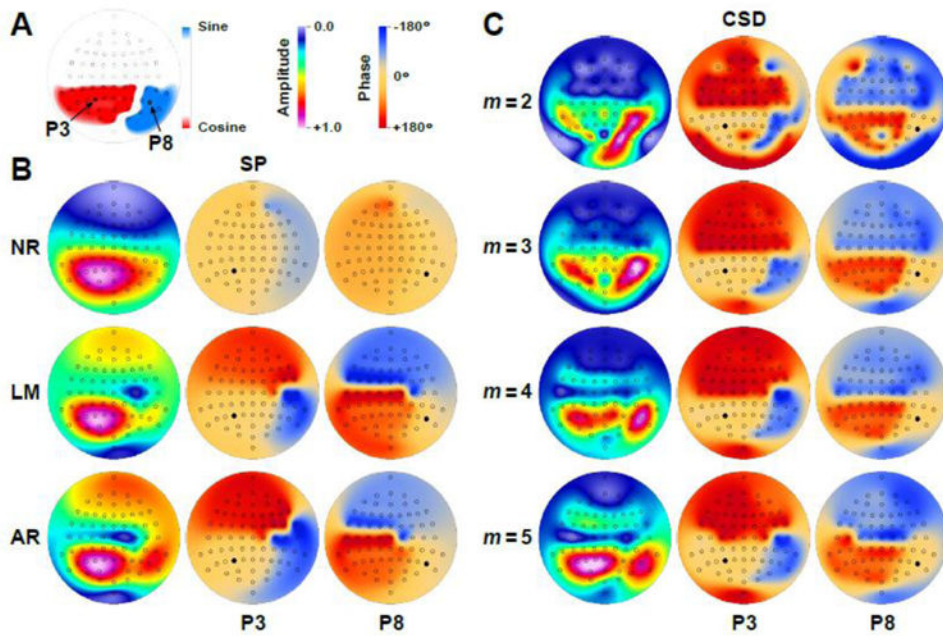 A
Sine
Cosine
P3
P8
Amplitude
0.0
+1.0
Phase
-180°
0°
+180°
B
SP
NR
LM
AR
P3
P8
C
CSD
m = 2
m = 3
m = 4
m = 5
P3
P8